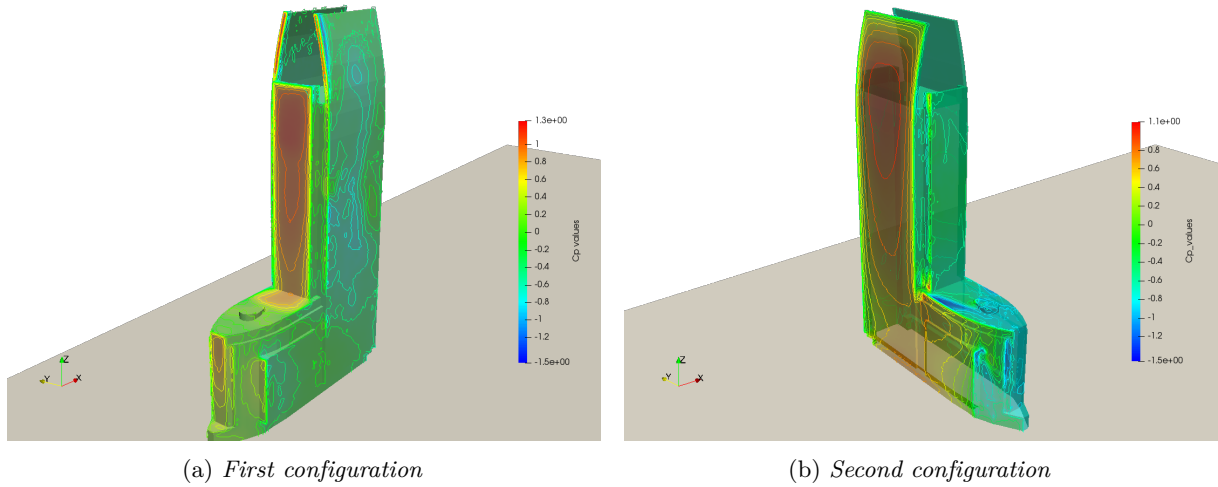 1.3e+00
1
0.8
0.6
0.4
0.2
0
-0.2
-0.4
-0.6
-0.8
-1
-1.2
-1.5e+00
Cp values
Z
Y
X
1.1e+00
0.8
0.6
0.4
0.2
0
-0.2
-0.4
-0.6
-0.8
-1
-1.2
-1.5e+00
Cp_values
Z
Y
X
(a) First configuration
(b) Second configuration